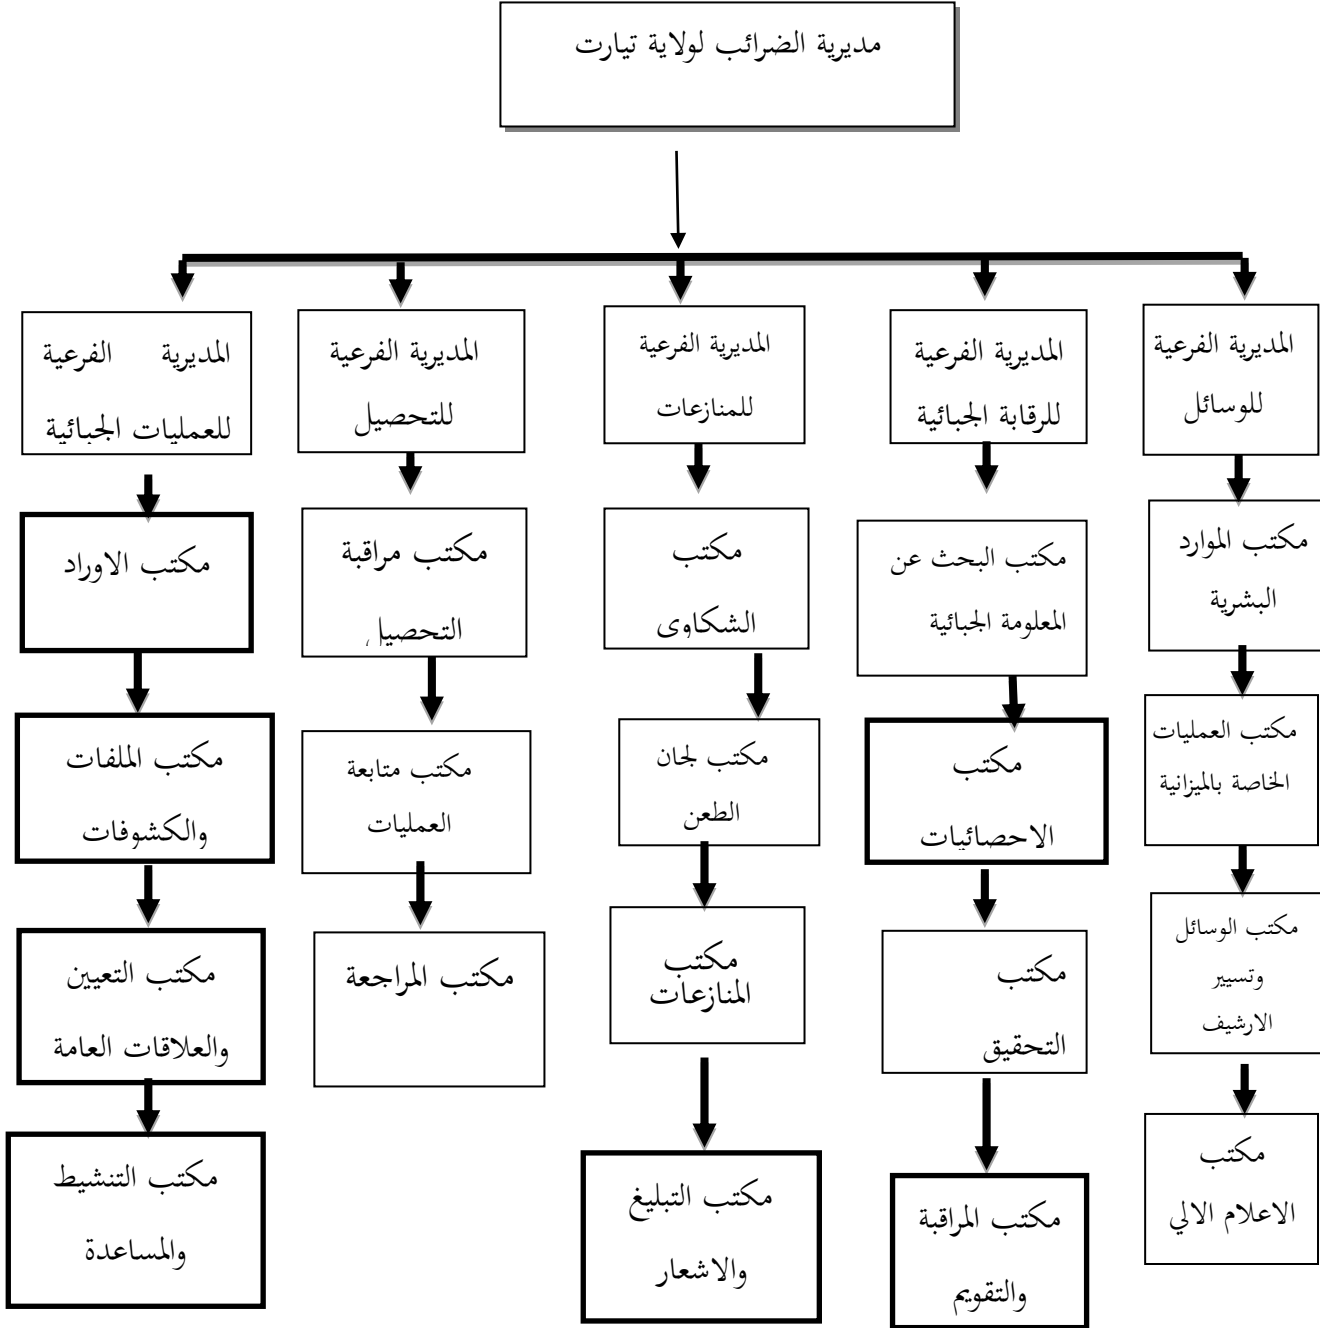 مديرية الضرائب لولاية تيارت
المديرية الفرعية
للوسائل
المديرية الفرعية
للرقابة الجبائية
المديرية الفرعية
للمنازعات
المديرية الفرعية
للتحصيل
المديرية الفرعية
للعمليات الجبائية
مكتب الموارد
البشرية
مكتب البحث عن
المعلومة الجبائية
مكتب
الشكاوى
مكتب مراقبة
التحصيل
مكتب الاوراد
مكتب العمليات
الخاصة بالميزانية
مكتب
الاحصائيات
مكتب لجان
الطعن
مكتب متابعة
العمليات
مكتب الملفات
والكشوفات
مكتب الوسائل
وتسيير
الارشيف
مكتب
التحقيق
مكتب
المنازعات
مكتب المراجعة
مكتب التعيين
والعلاقات العامة
مكتب
الاعلام الالي
مكتب المراقبة
والتقويم
مكتب التبليغ
والاشعار
مكتب التنشيط
والمساعدة